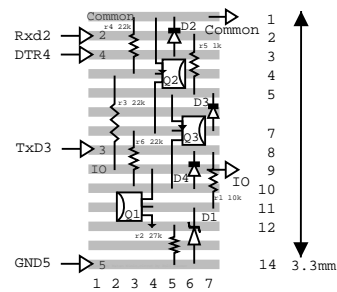 Common r4 22k D2 1
Common
Rxd2 2 2
r5 1k
DTR4 4 3
4
Q2
r3 22k D3 5
TxD3 3 r6 22k Q3 7
8
IO D4 IO 9
r1 10k 10
Q1 D1 11
r2 27k 12
GND5 5 14 3.3mm
1 2 3 4 5 6 7